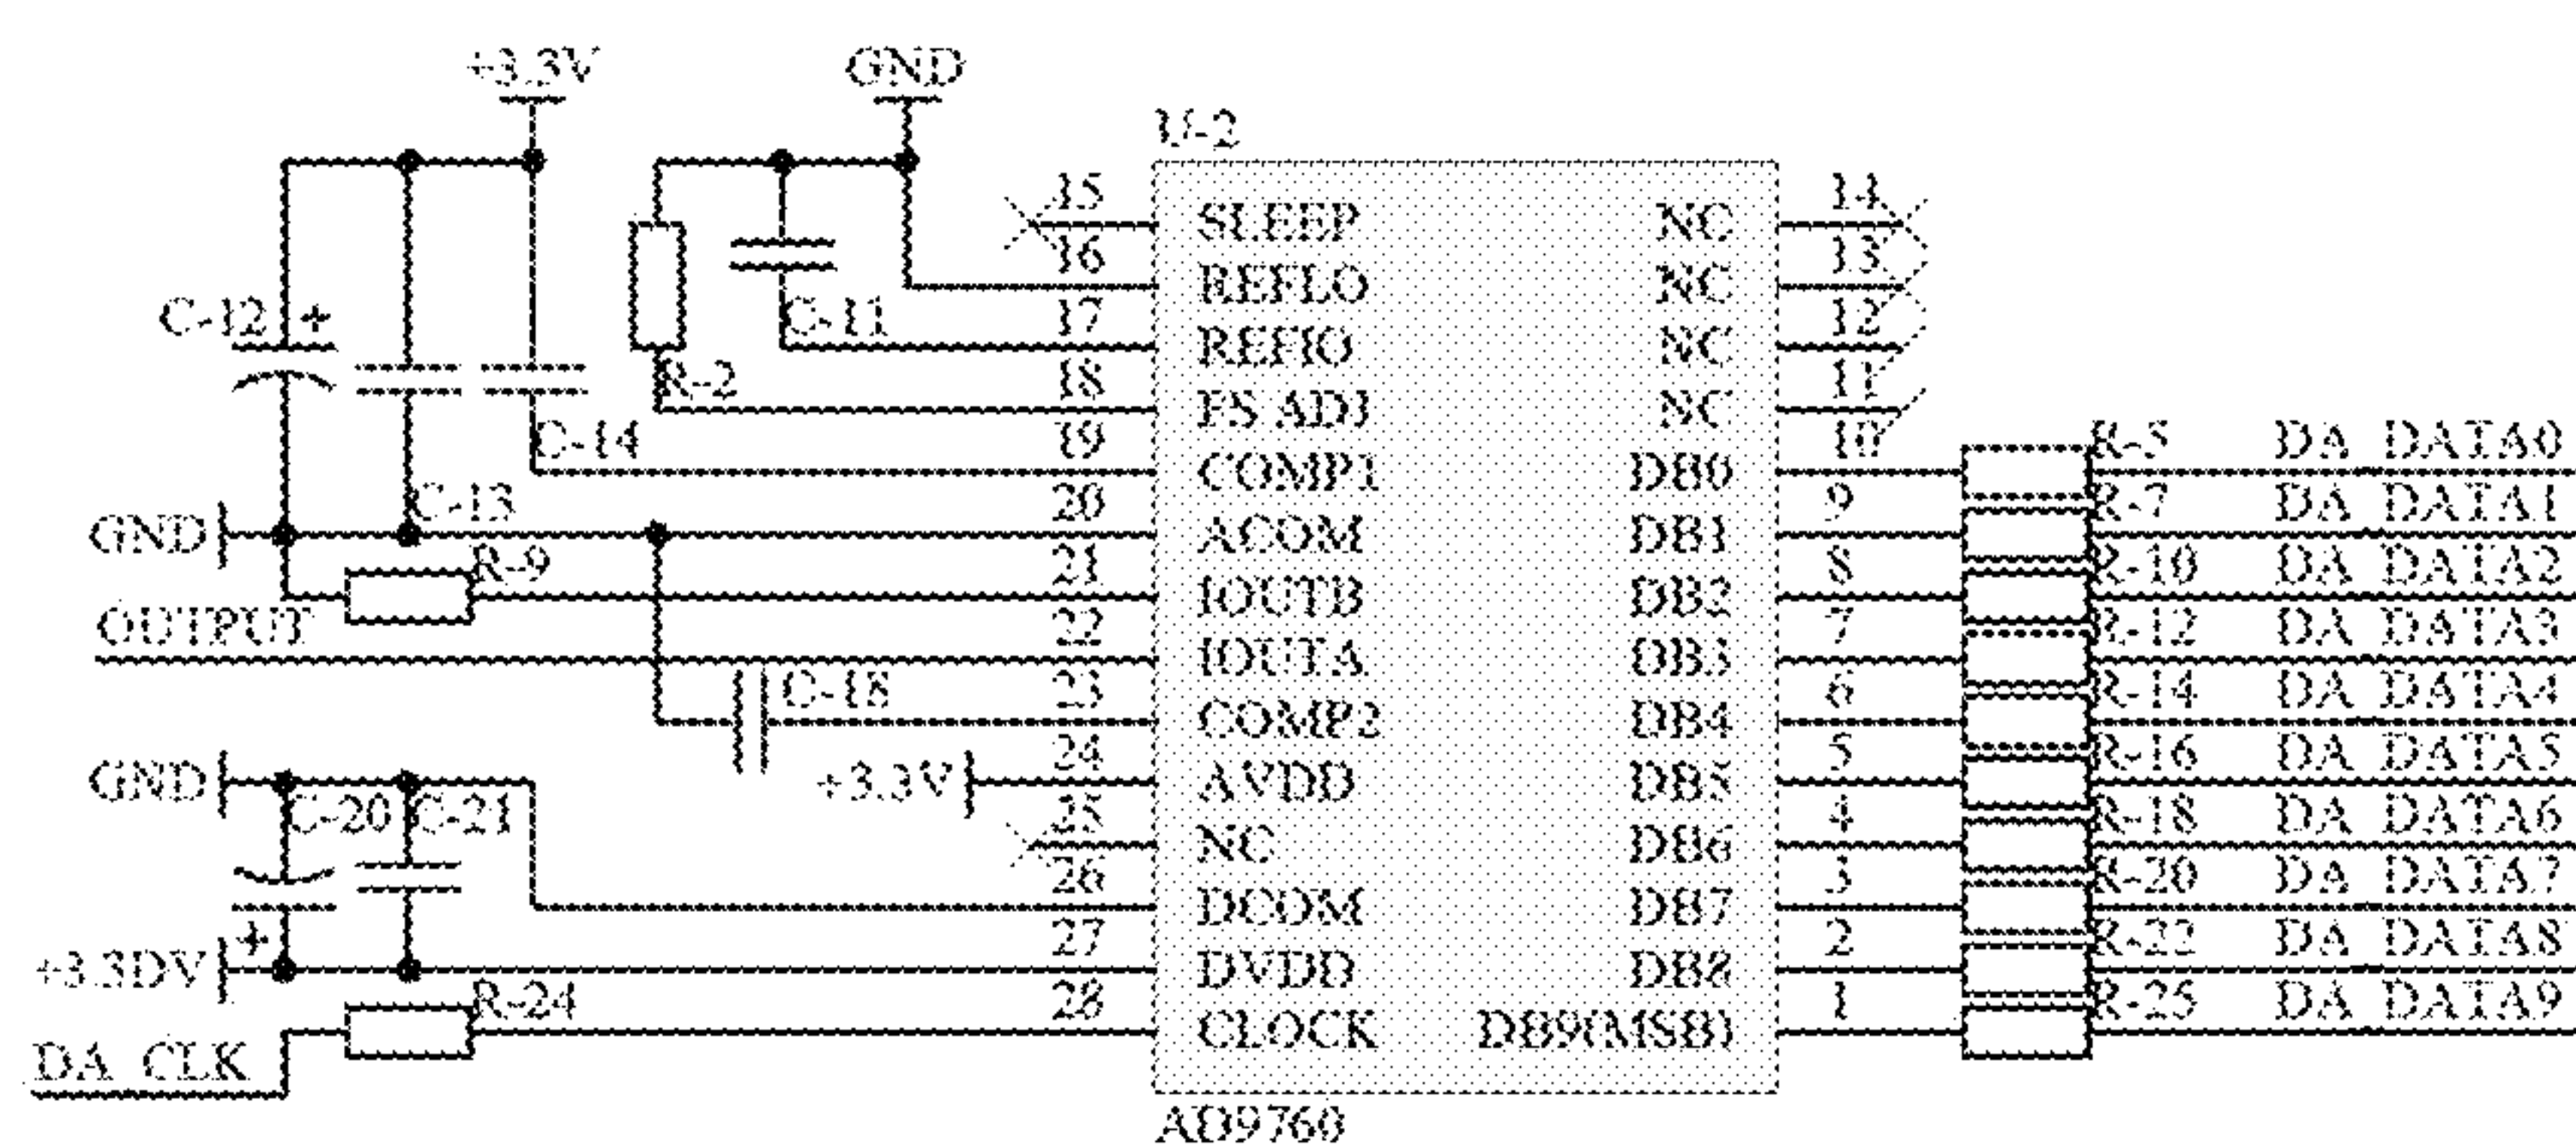 +3.3V
GND
U-2
15 SLEEP NC 14
16 REFLO NC 13
C-12 + C-11 17 REFIO NC 12
R-2 18 FS ADJ NC 11
C-14 19 COMP1 DB0 10 R-5 DA DATA0
GND C-13 20 ACOM DB1 9 R-7 DA DATA1
R-9 21 IOUTB DB2 8 R-10 DA DATA2
OUTPUT 22 IOUTA DB3 7 R-12 DA DATA3
C-18 23 COMP2 DB4 6 R-14 DA DATA4
GND +3.3V 24 AVDD DB5 5 R-16 DA DATA5
C-20 C-21 25 NC DB6 4 R-18 DA DATA6
26 DCOM DB7 3 R-20 DA DATA7
+3.3DV + 27 DVDD DB8 2 R-22 DA DATA8
R-24 28 CLOCK DB9(MSB) 1 R-25 DA DATA9
DA CLK
AD9760